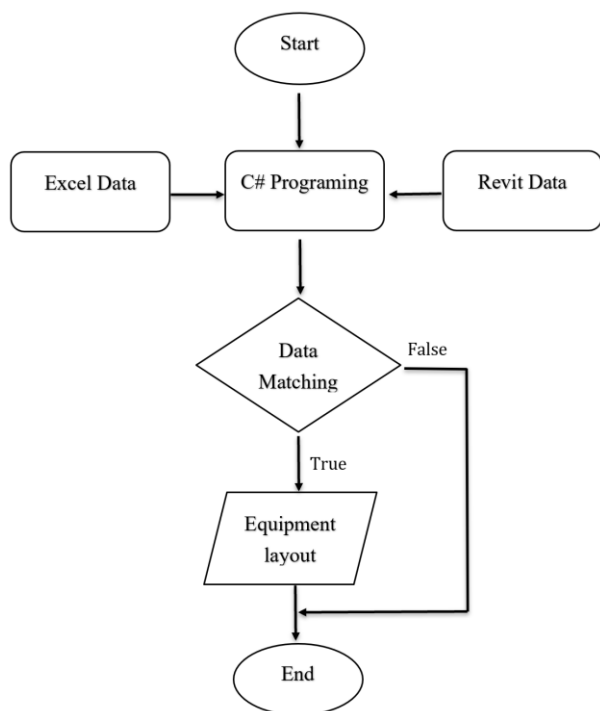 Start
Excel Data
C# Programing
Revit Data
Data
Matching
False
True
Equipment
layout
End